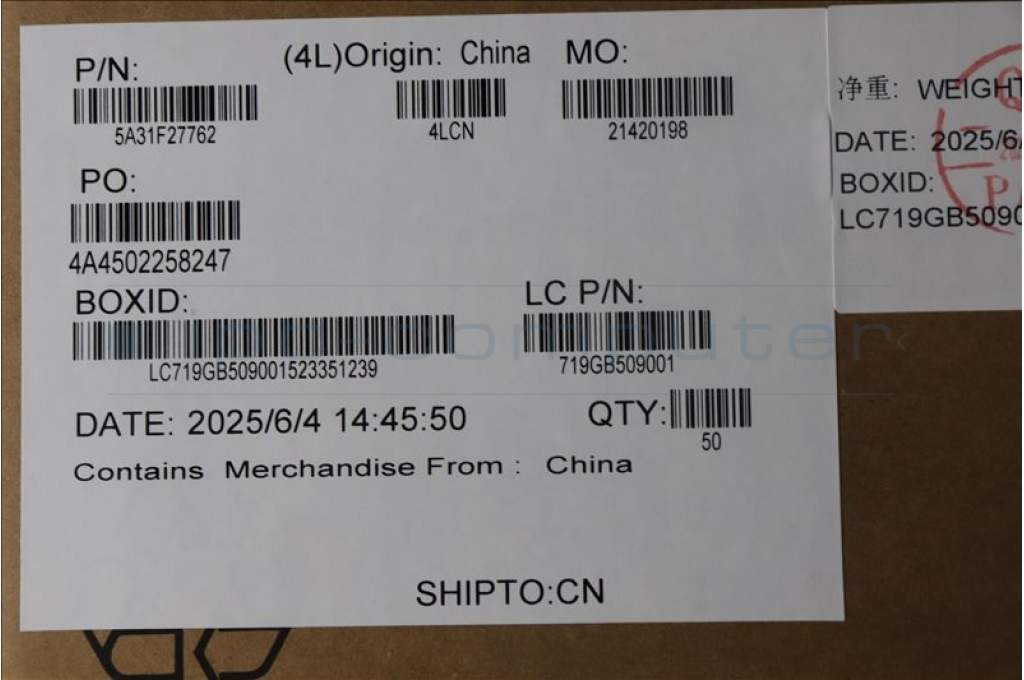 P/N:
(4L)Origin: China
MO:
5A31F27762
4LCN
21420198
PO:
4A4502258247
BOXID:
LC P/N:
LC719GB509001523351239
719GB509001
DATE: 2025/6/4 14:45:50
QTY:
50
Contains Merchandise From : China
SHIPTO:CN
净重: WEIGHT
DATE: 2025/6/
BOXID:
LC719GB5090